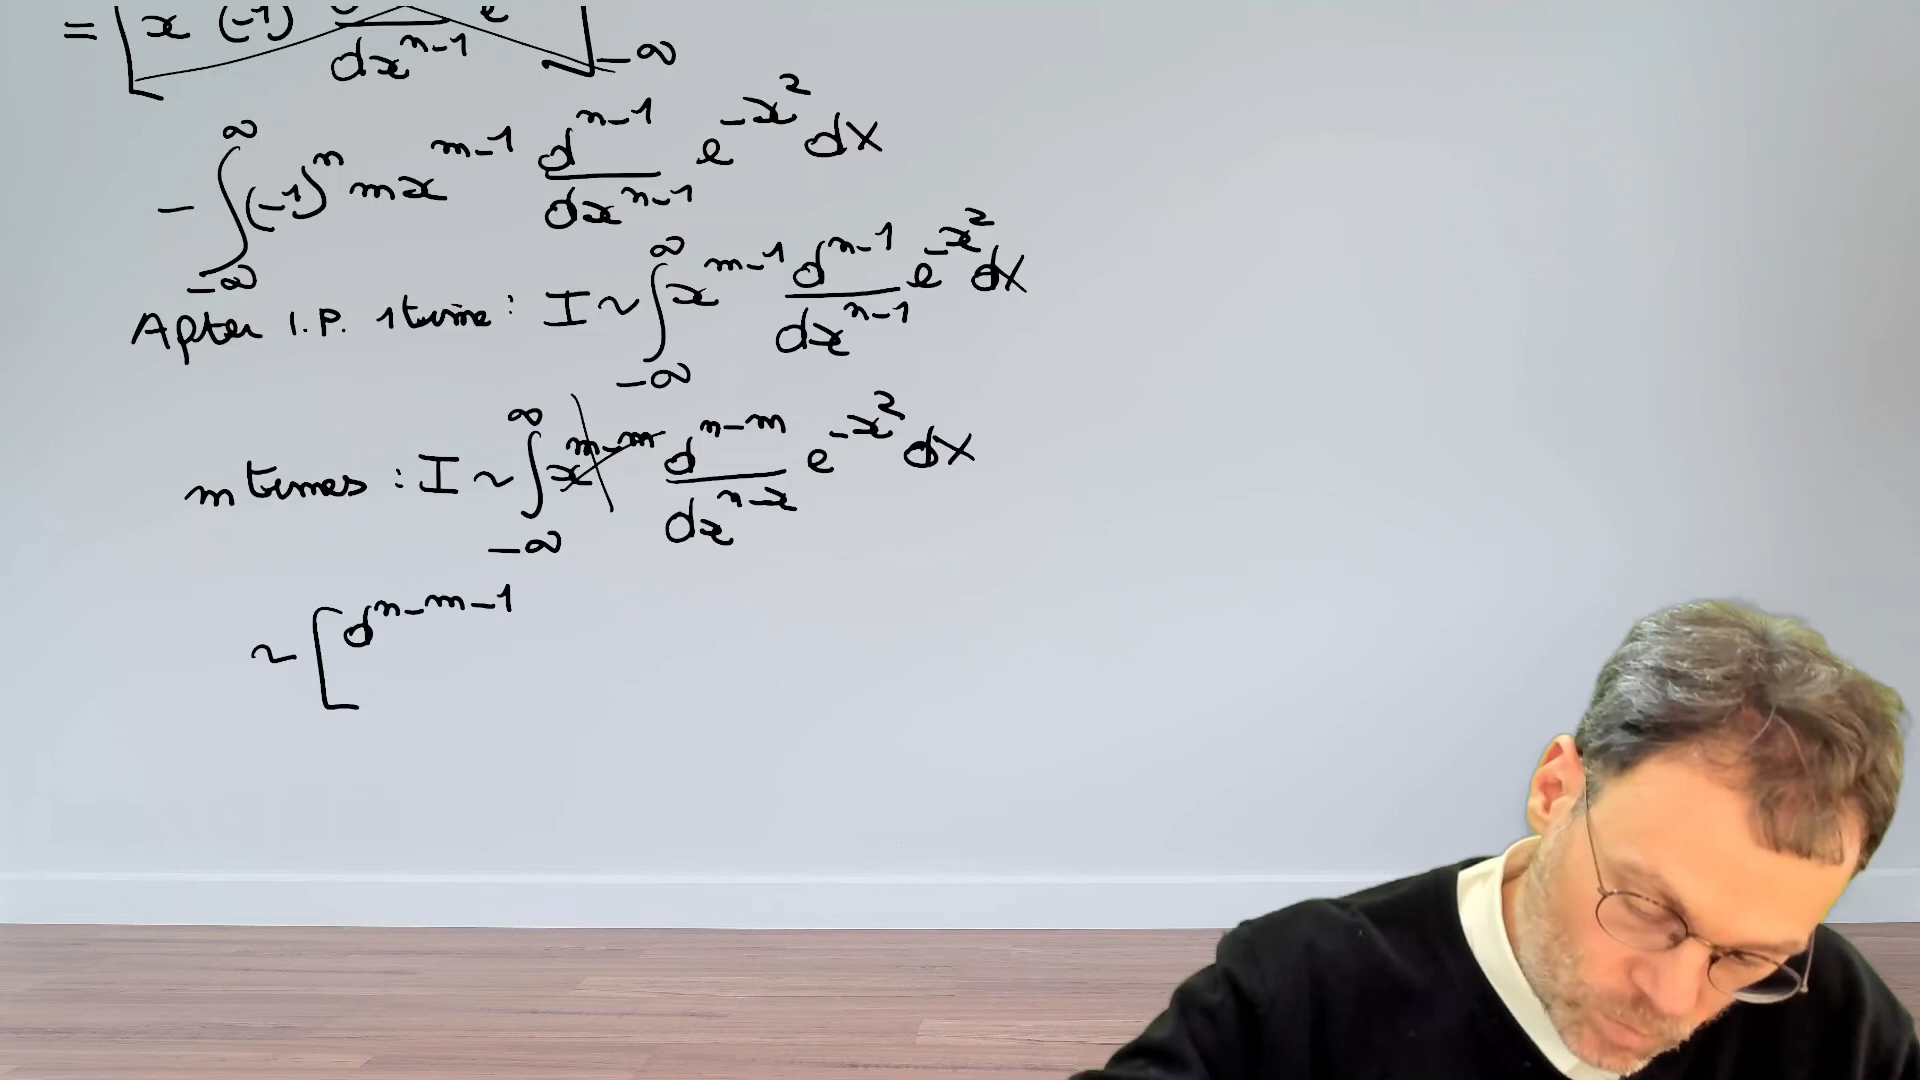 = [ x (-1) d / dx^{n-1} e ]_{-∞}
- ∫_{-∞}^{∞} (-1)^n m x^{m-1} d^{n-1}/dx^{n-1} e^{-x^2} dx
After I.P. 1 time : I ~ ∫_{-∞}^{∞} x^{m-1} d^{n-1}/dx^{n-1} e^{-x^2} dx
m times : I ~ ∫_{-∞}^{∞} x^{m-m} d^{n-m}/dx^{n-x} e^{-x^2} dx
~ [ d^{n-m-1}